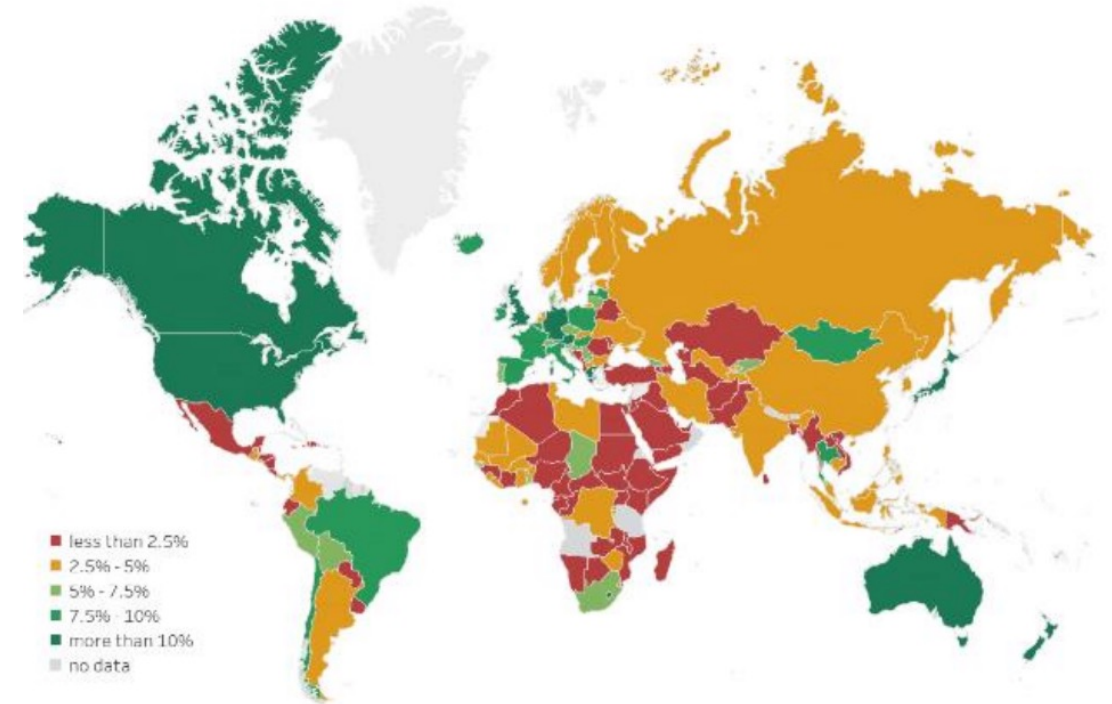 less than 2.5%
2.5% - 5%
5% - 7.5%
7.5% - 10%
more than 10%
no data